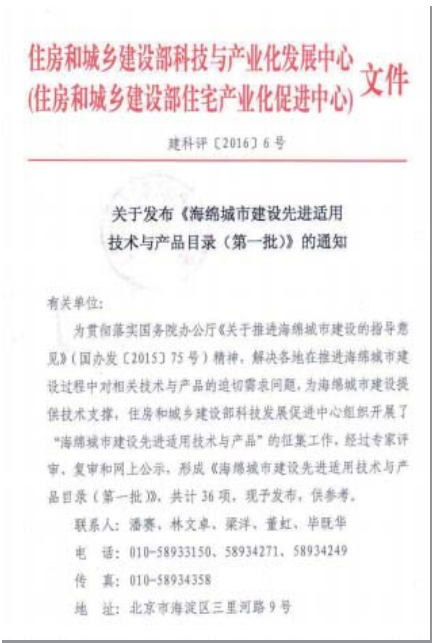 住房和城乡建设部科技与产业化发展中心
(住房和城乡建设部住宅产业化促进中心)
文件
建科评〔2016〕6号
关于发布《海绵城市建设先进适用
技术与产品目录（第一批）》的通知
有关单位：
为贯彻落实国务院办公厅《关于推进海绵城市建设的指导意
见》（国办发〔2015〕75号）精神，解决各地在推进海绵城市建
设过程中对相关技术与产品的迫切需求问题，为海绵城市建设提
供技术支撑，住房和城乡建设部科技发展促进中心组织开展了
“海绵城市建设先进适用技术与产品”的征集工作，经过专家评
审、复审和网上公示，形成《海绵城市建设先进适用技术与产
品目录（第一批）》，共计36项，现予发布，供参考。
联系人：潘赛、林文卓、梁洋、董虹、毕既华
电 话：010-58933150、58934271、58934249
传 真：010-58934358
地 址：北京市海淀区三里河路9号